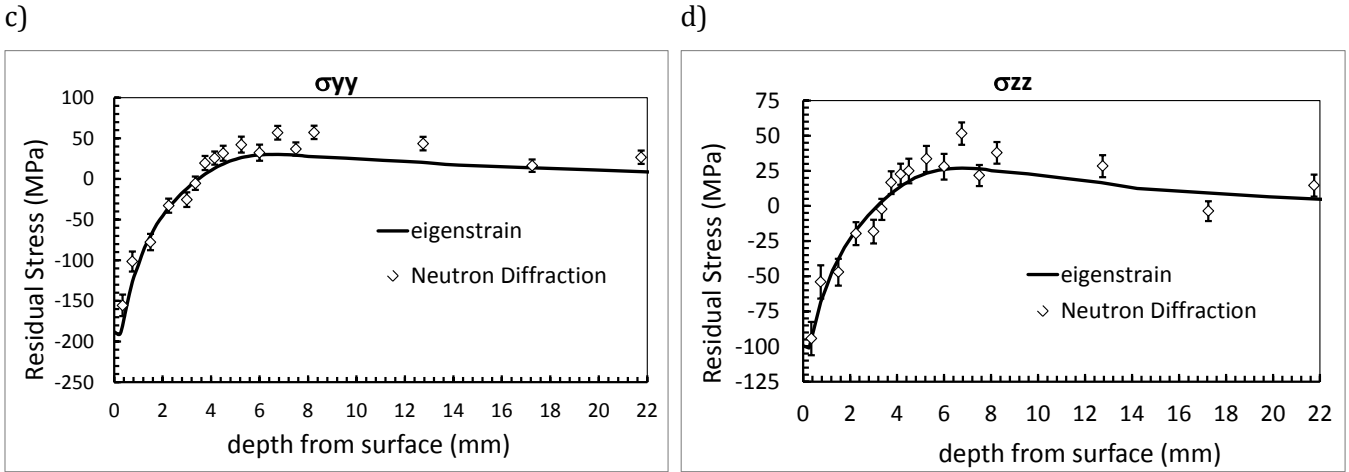 c)
σyy
Residual Stress (MPa)
100
50
0
-50
-100
-150
-200
-250
eigenstrain
Neutron Diffraction
0 2 4 6 8 10 12 14 16 18 20 22
depth from surface (mm)
d)
σzz
Residual Stress (MPa)
75
50
25
0
-25
-50
-75
-100
-125
eigenstrain
Neutron Diffraction
0 2 4 6 8 10 12 14 16 18 20 22
depth from surface (mm)